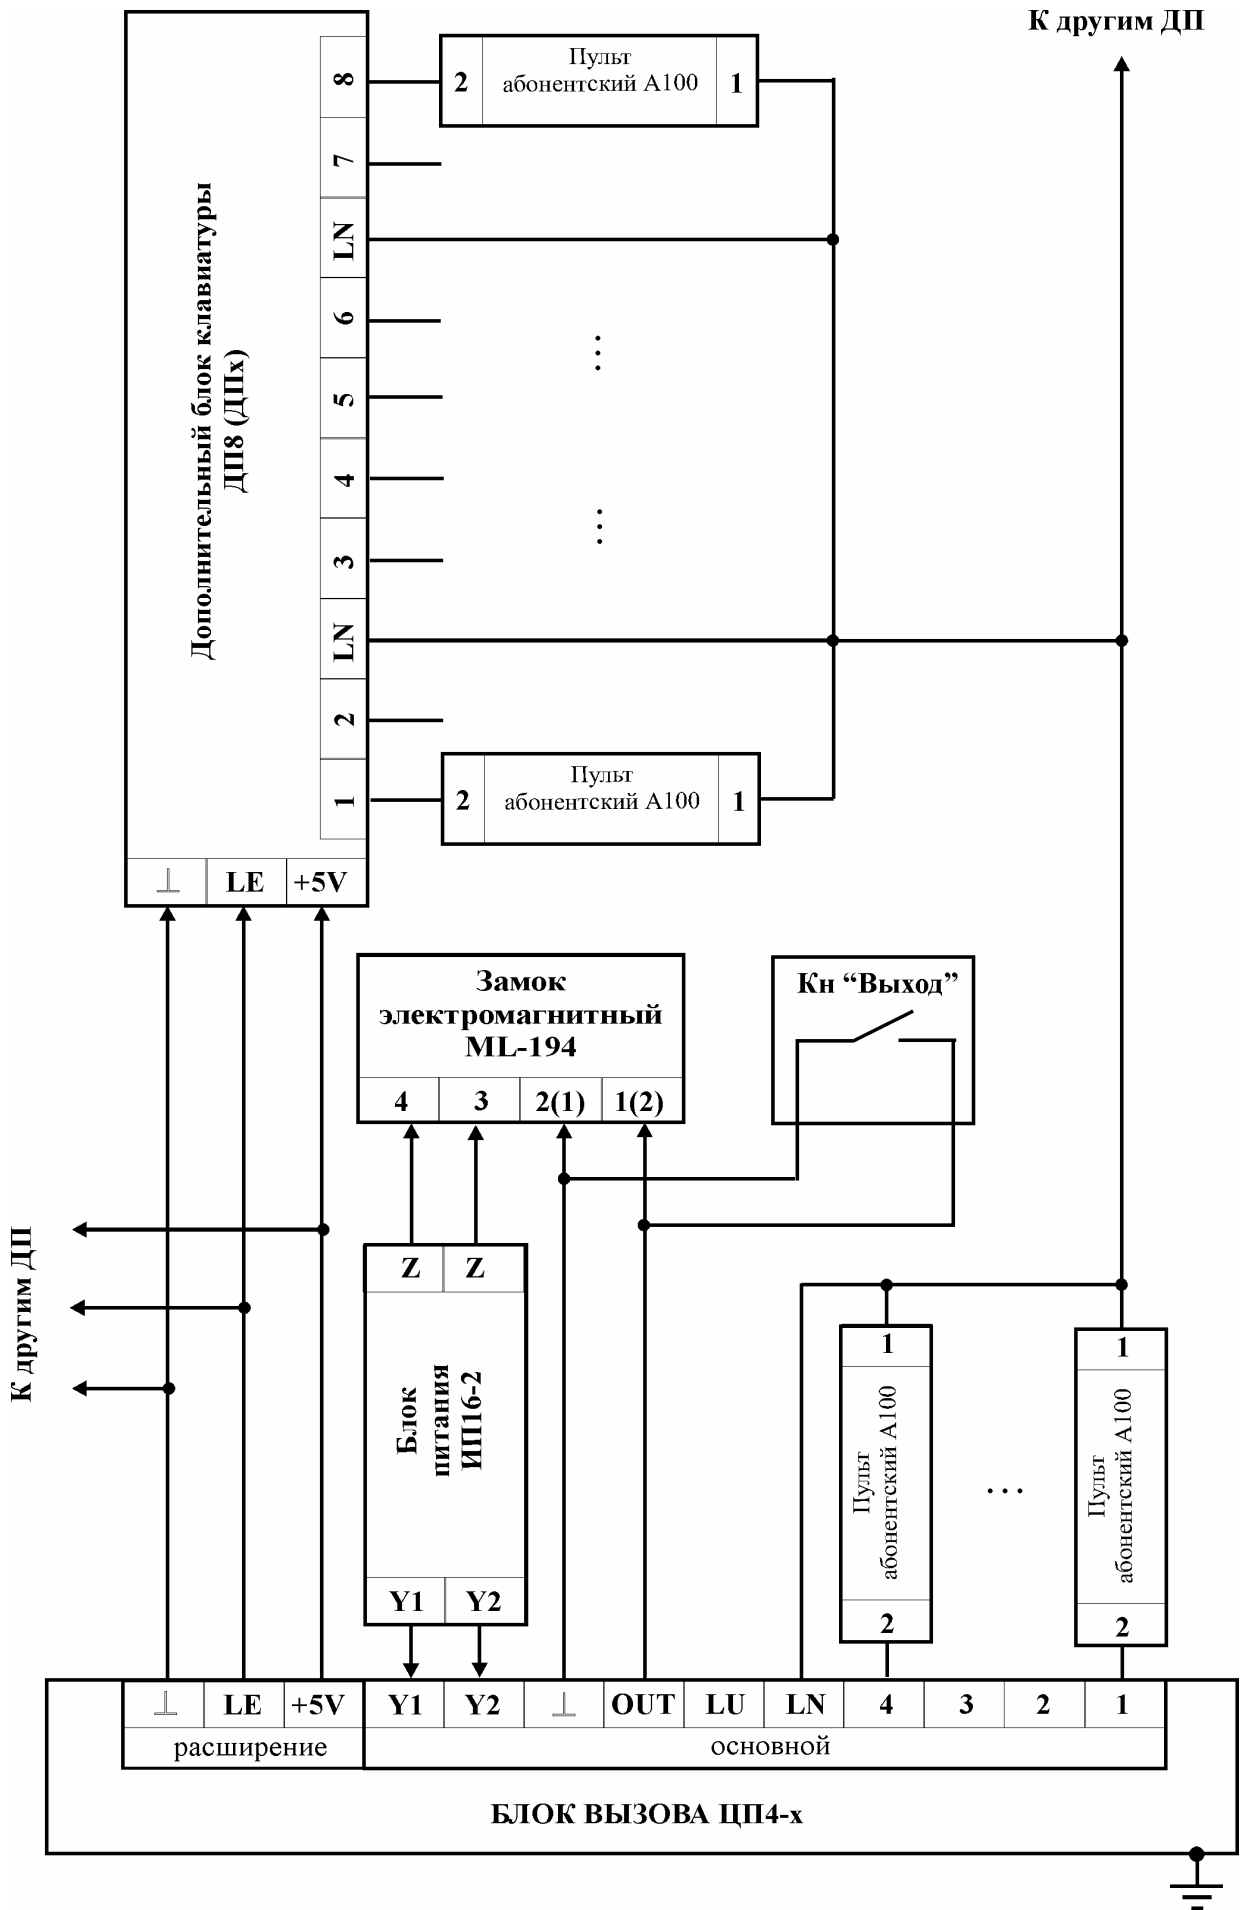 К другим ДП
Дополнительный блок клавиатуры
ДП8 (ДПх)
8
7
LN
6
5
4
3
LN
2
1
2
Пульт
абонентский А100
1
2
Пульт
абонентский А100
1
⊥
LE
+5V
Замок
электромагнитный
ML-194
4
3
2(1)
1(2)
Кн “Выход”
К другим ДП
Z
Z
Блок
питания
ИП16-2
Y1
Y2
1
Пульт
абонентский А100
2
...
1
Пульт
абонентский А100
2
⊥
LE
+5V
Y1
Y2
⊥
OUT
LU
LN
4
3
2
1
расширение
основной
БЛОК ВЫЗОВА ЦП4-х